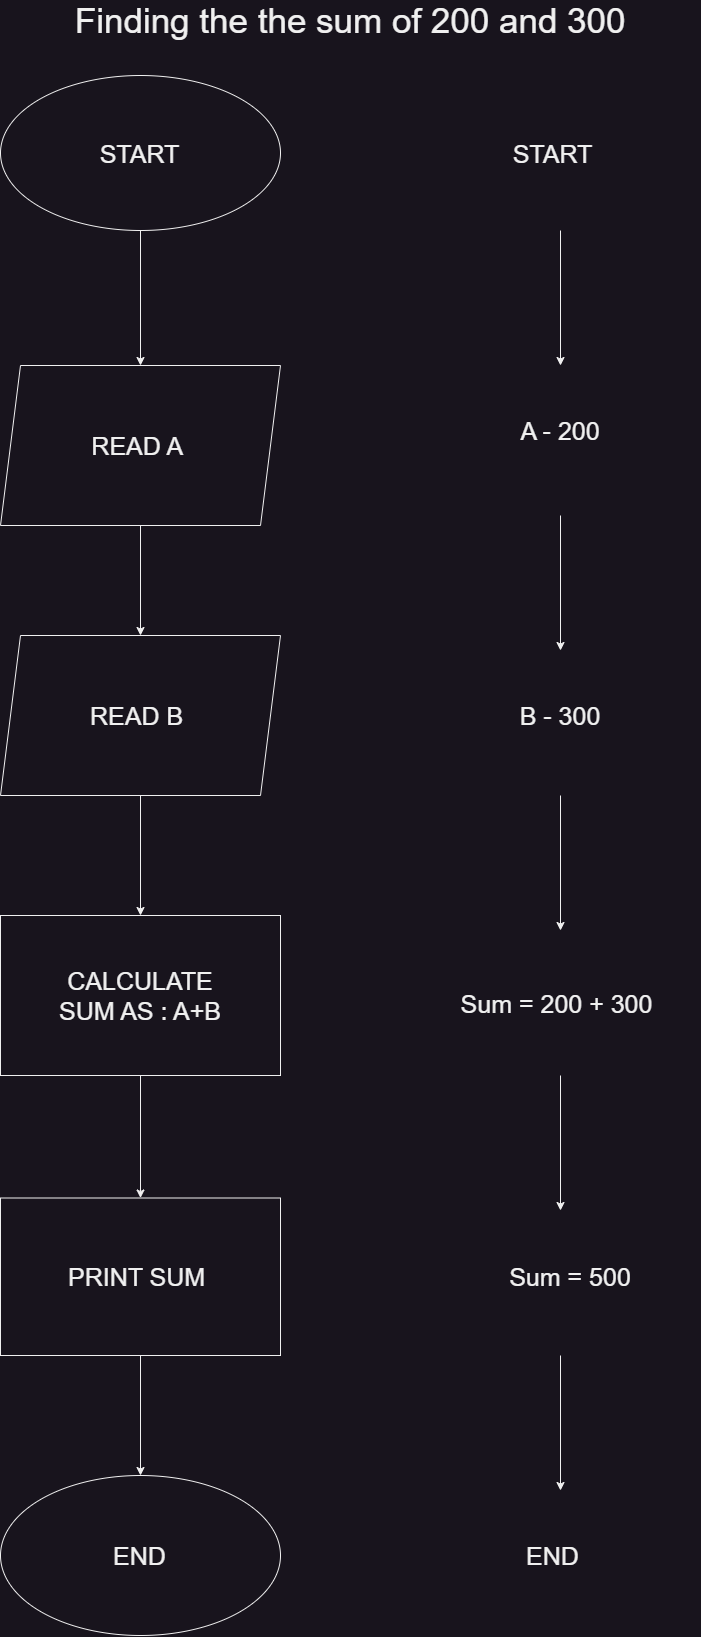 Finding the the sum of 200 and 300
START
START
READ A
A - 200
READ B
B - 300
CALCULATE
SUM AS : A+B
Sum = 200 + 300
PRINT SUM
Sum = 500
END
END